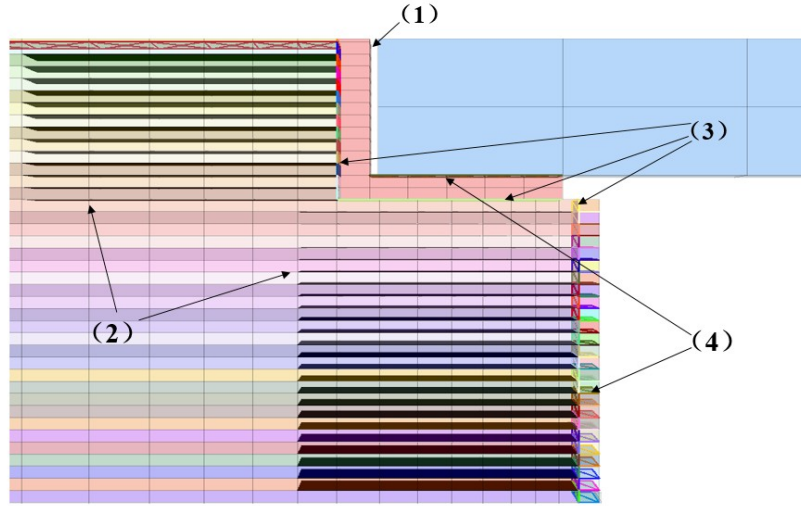 （1）
（3）
（2）
（4）